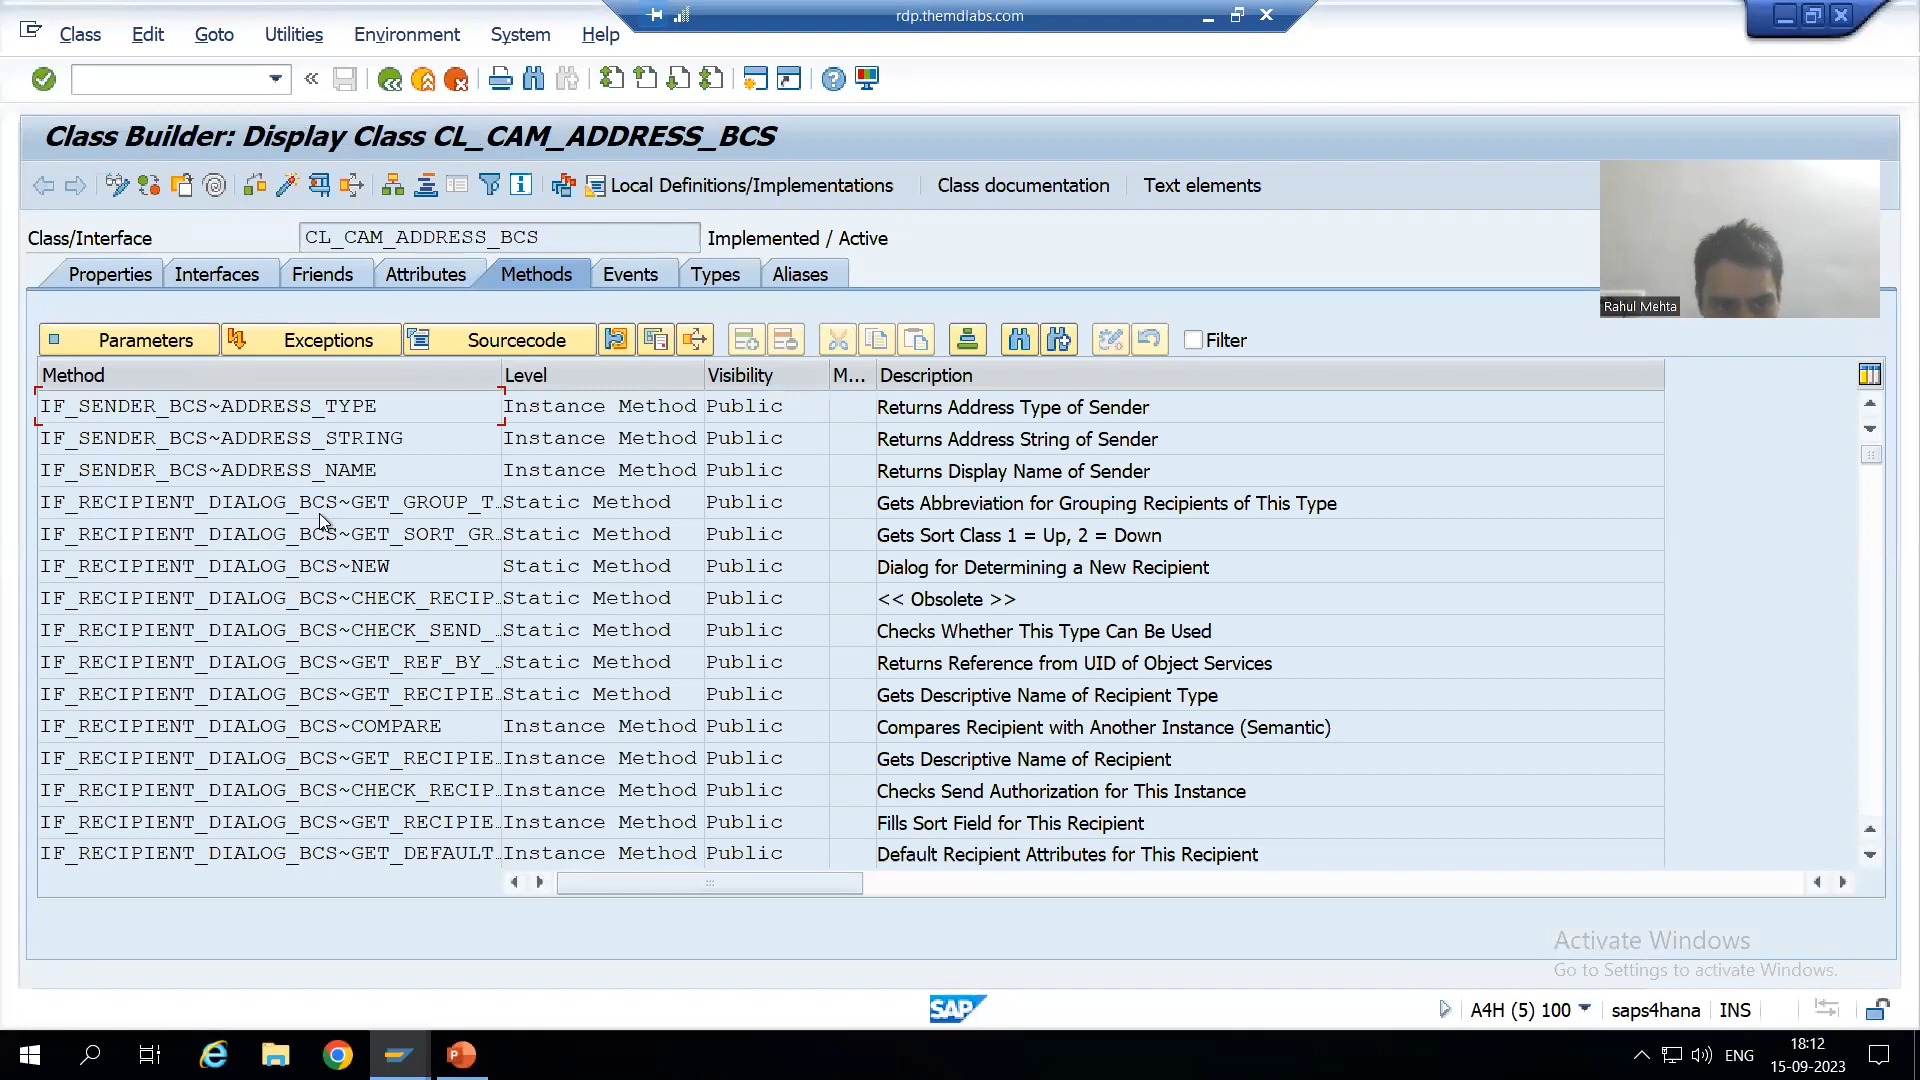 rdp.themdlabs.com
Class Edit Goto Utilities Environment System Help
Class Builder: Display Class CL_CAM_ADDRESS_BCS
Local Definitions/Implementations Class documentation Text elements
Class/Interface CL_CAM_ADDRESS_BCS Implemented / Active
Properties Interfaces Friends Attributes Methods Events Types Aliases
Rahul Mehta
Parameters Exceptions Sourcecode Filter
Method Level Visibility M... Description
IF_SENDER_BCS~ADDRESS_TYPE Instance Method Public Returns Address Type of Sender
IF_SENDER_BCS~ADDRESS_STRING Instance Method Public Returns Address String of Sender
IF_SENDER_BCS~ADDRESS_NAME Instance Method Public Returns Display Name of Sender
IF_RECIPIENT_DIALOG_BCS~GET_GROUP_T... Static Method Public Gets Abbreviation for Grouping Recipients of This Type
IF_RECIPIENT_DIALOG_BCS~GET_SORT_GR... Static Method Public Gets Sort Class 1 = Up, 2 = Down
IF_RECIPIENT_DIALOG_BCS~NEW Static Method Public Dialog for Determining a New Recipient
IF_RECIPIENT_DIALOG_BCS~CHECK_RECIP... Static Method Public << Obsolete >>
IF_RECIPIENT_DIALOG_BCS~CHECK_SEND_... Static Method Public Checks Whether This Type Can Be Used
IF_RECIPIENT_DIALOG_BCS~GET_REF_BY_... Static Method Public Returns Reference from UID of Object Services
IF_RECIPIENT_DIALOG_BCS~GET_RECIPIE... Static Method Public Gets Descriptive Name of Recipient Type
IF_RECIPIENT_DIALOG_BCS~COMPARE Instance Method Public Compares Recipient with Another Instance (Semantic)
IF_RECIPIENT_DIALOG_BCS~GET_RECIPIE... Instance Method Public Gets Descriptive Name of Recipient
IF_RECIPIENT_DIALOG_BCS~CHECK_RECIP... Instance Method Public Checks Send Authorization for This Instance
IF_RECIPIENT_DIALOG_BCS~GET_RECIPIE... Instance Method Public Fills Sort Field for This Recipient
IF_RECIPIENT_DIALOG_BCS~GET_DEFAULT... Instance Method Public Default Recipient Attributes for This Recipient
Activate Windows
Go to Settings to activate Windows.
SAP A4H (5) 100 saps4hana INS
ENG 18:12
15-09-2023